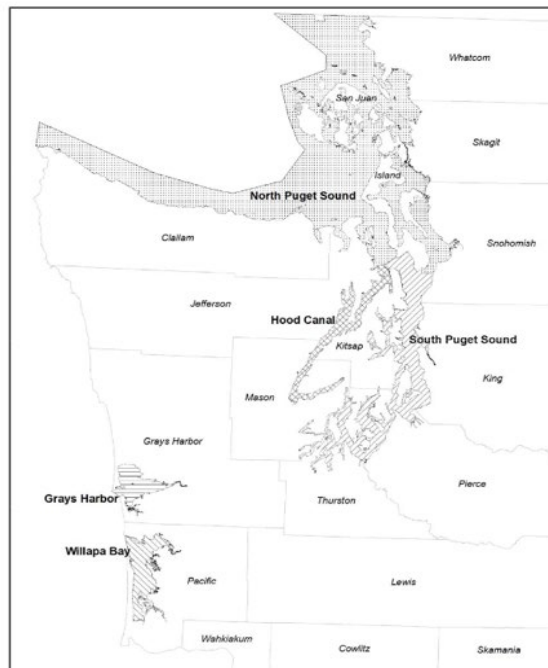 Whatcom
San Juan
Skagit
Island
North Puget Sound
Clallam
Snohomish
Jefferson
Hood Canal
Kitsap
South Puget Sound
King
Mason
Grays Harbor
Grays Harbor
Pierce
Thurston
Willapa Bay
Pacific
Lewis
Wahkiakum
Cowlitz
Skamania